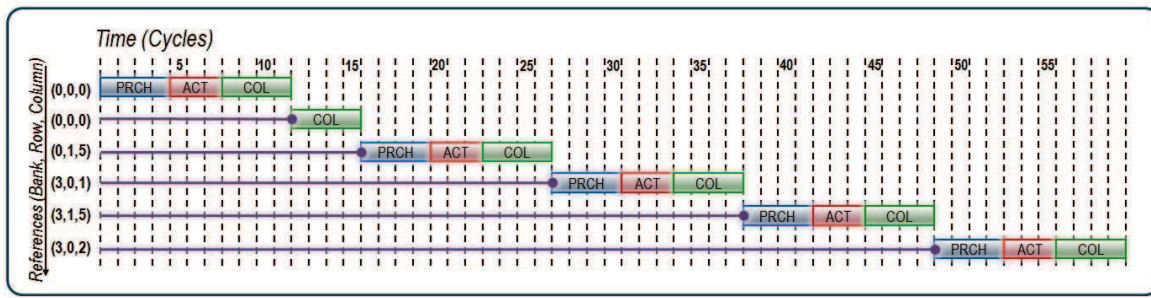 Time (Cycles)
5 10 15 20 25 30 35 40 45 50 55
References (Bank, Row, Column)
(0,0,0) PRCH ACT COL
(0,0,0) COL
(0,1,5) PRCH ACT COL
(3,0,1) PRCH ACT COL
(3,1,5) PRCH ACT COL
(3,0,2) PRCH ACT COL